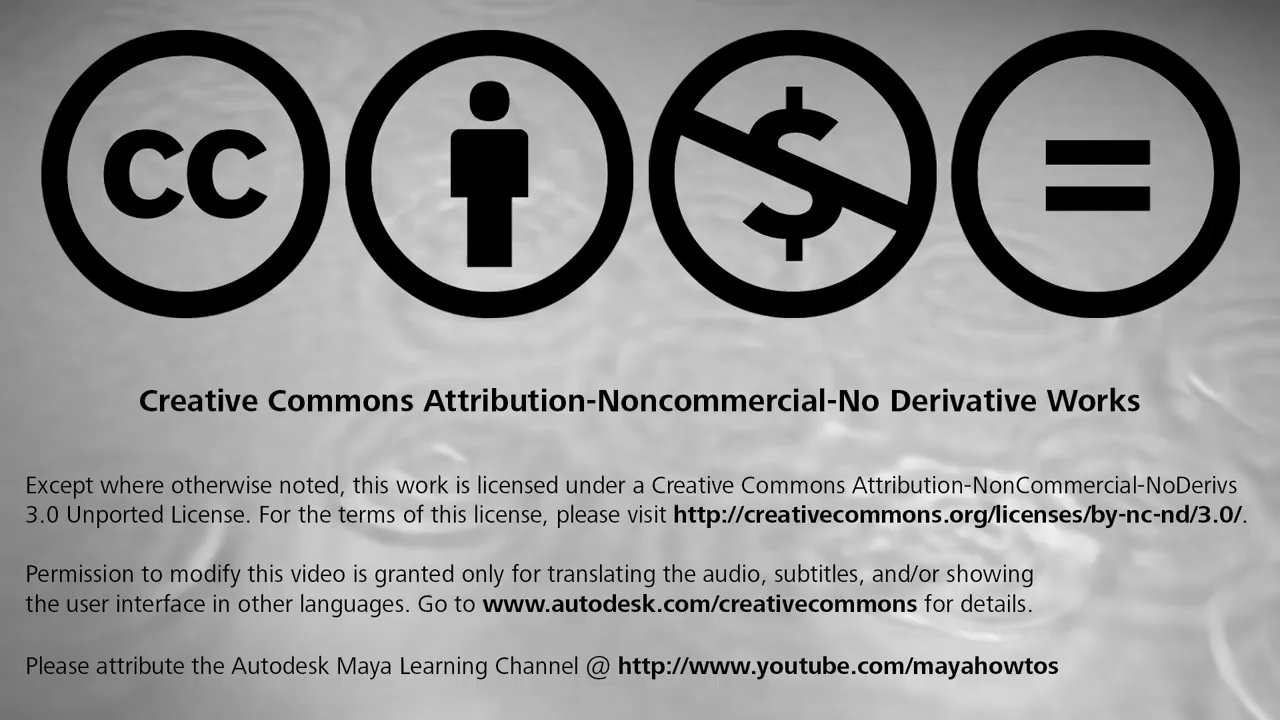 cc
$
=
Creative Commons Attribution-Noncommercial-No Derivative Works
Except where otherwise noted, this work is licensed under a Creative Commons Attribution-NonCommercial-NoDerivs
3.0 Unported License. For the terms of this license, please visit http://creativecommons.org/licenses/by-nc-nd/3.0/.
Permission to modify this video is granted only for translating the audio, subtitles, and/or showing
the user interface in other languages. Go to www.autodesk.com/creativecommons for details.
Please attribute the Autodesk Maya Learning Channel @ http://www.youtube.com/mayahowtos